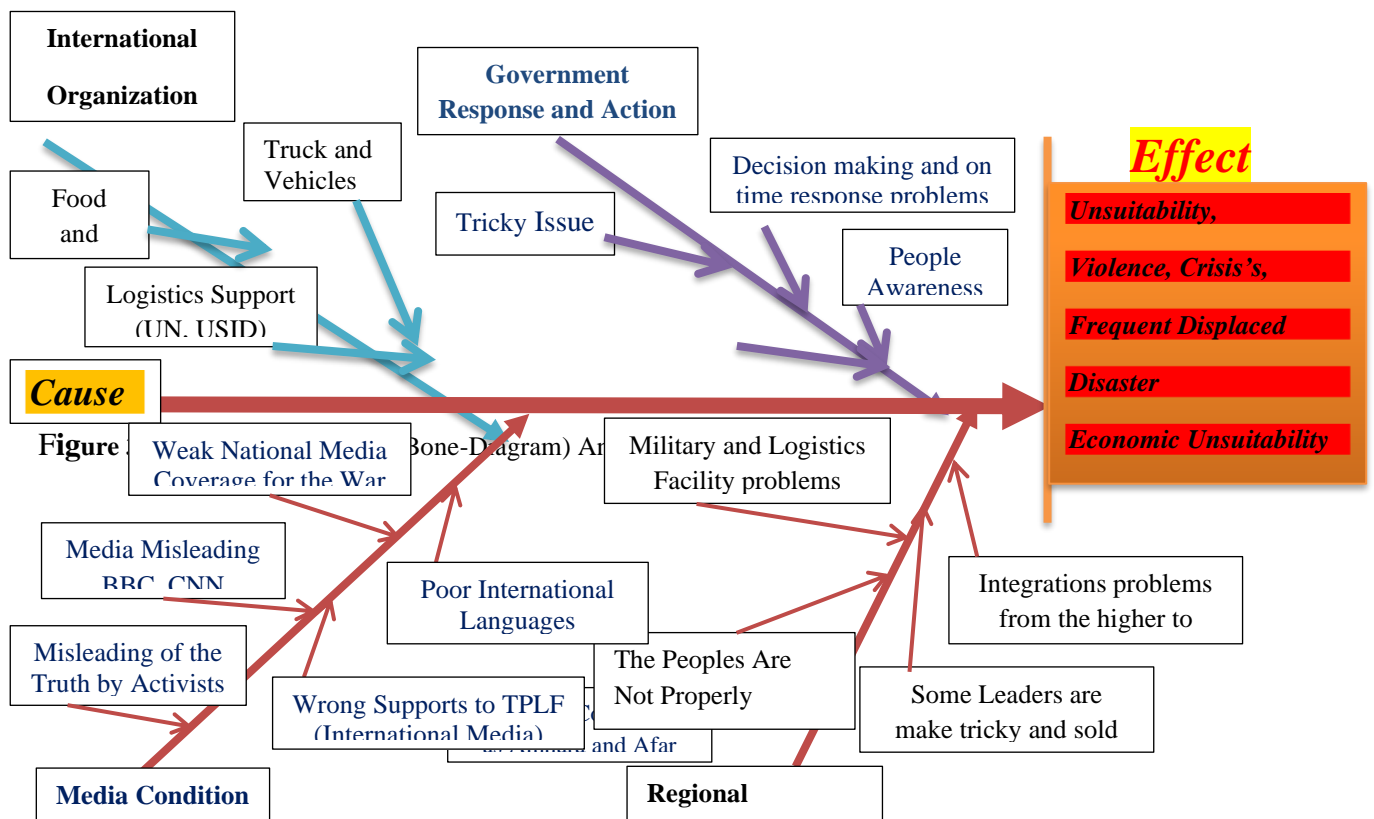 International
Organization
Government
Response and Action
Effect
Truck and
Vehicles
Decision making and on
time response problems
Food
and
Tricky Issue
Unsuitability,
People
Awareness
Violence, Crisis's,
Logistics Support
(UN, USID)
Frequent Displaced
Disaster
Cause
Economic Unsuitability
Figure
Bone-Diagram)
Weak National Media
Coverage for the War
Military and Logistics
Facility problems
Media Misleading
BBC, CNN
Poor International
Languages
Integrations problems
from the higher to
Misleading of the
Truth by Activists
The Peoples Are
Not Properly
Wrong Supports to TPLF
(International Media)
and Afar
Some Leaders are
make tricky and sold
Media Condition
Regional